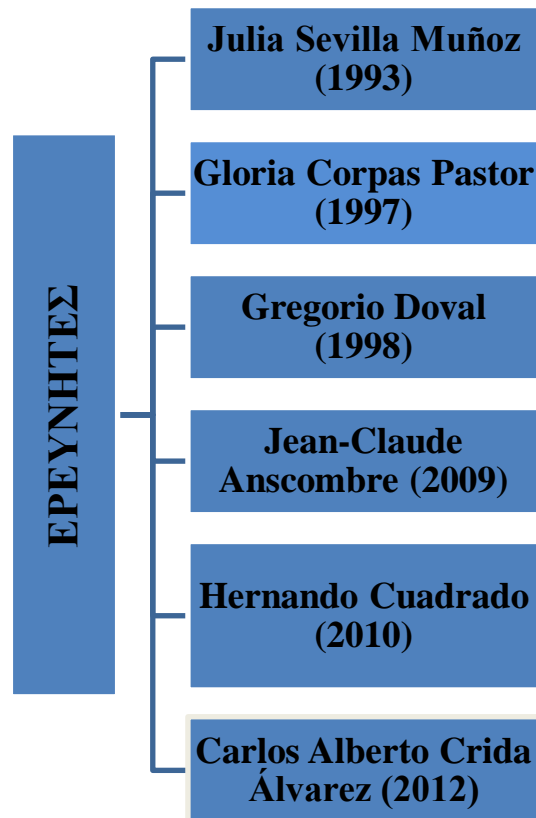 ΕΡΕΥΝΗΤΕΣ
Julia Sevilla Muñoz
(1993)
Gloria Corpas Pastor
(1997)
Gregorio Doval
(1998)
Jean-Claude
Anscombre (2009)
Hernando Cuadrado
(2010)
Carlos Alberto Crida
Álvarez (2012)